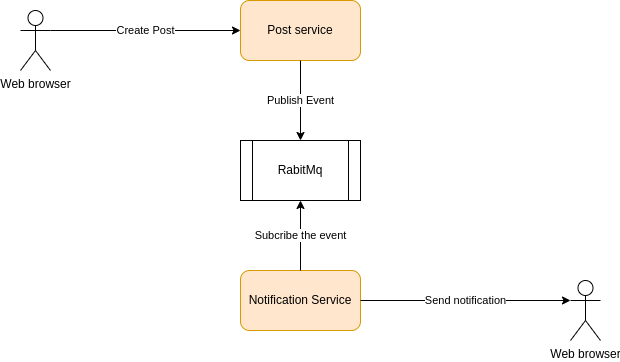 Post service
Create Post
Web browser
Publish Event
RabitMq
Subcribe the event
Notification Service
Send notification
Web browser